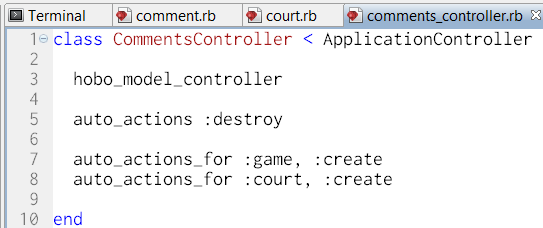 Terminal comment.rb court.rb comments_controller.rb
1 class CommentsController < ApplicationController
2
3 hobo_model_controller
4
5 auto_actions :destroy
6
7 auto_actions_for :game, :create
8 auto_actions_for :court, :create
9
10 end